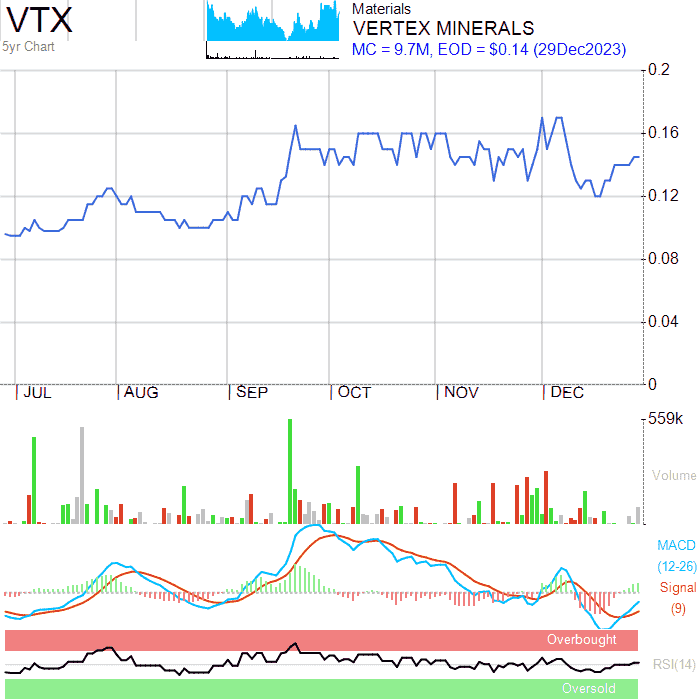 VTX
5yr Chart
Materials
VERTEX MINERALS
MC = 9.7M, EOD = $0.14 (29Dec2023)
0.2
0.16
0.12
0.08
0.04
0
JUL AUG SEP OCT NOV DEC
559k
Volume
MACD
(12-26)
Signal
(9)
Overbought
RSI(14)
Oversold